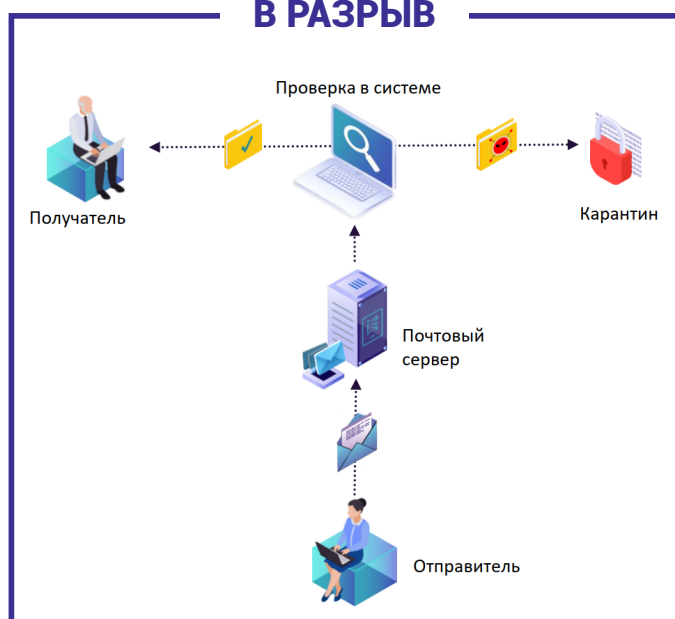 В РАЗРЫВ
Проверка в системе
Получатель
Карантин
Почтовый
сервер
Отправитель